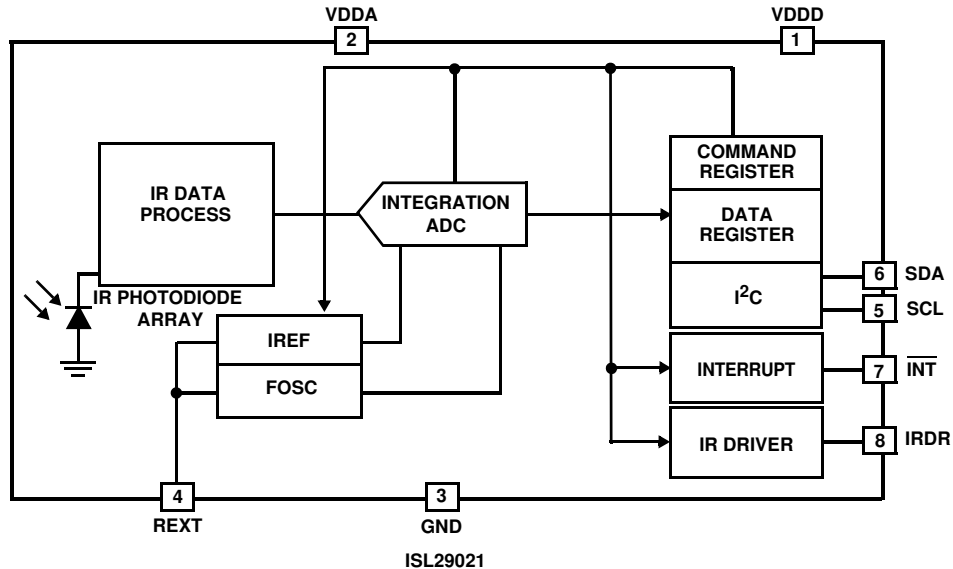 VDDA
VDDD
2
1
COMMAND
REGISTER
IR DATA
PROCESS
INTEGRATION
ADC
DATA
REGISTER
I²C
6 SDA
5 SCL
IR PHOTODIODE
ARRAY
IREF
FOSC
INTERRUPT
7 INT
IR DRIVER
8 IRDR
4
3
REXT
GND
ISL29021